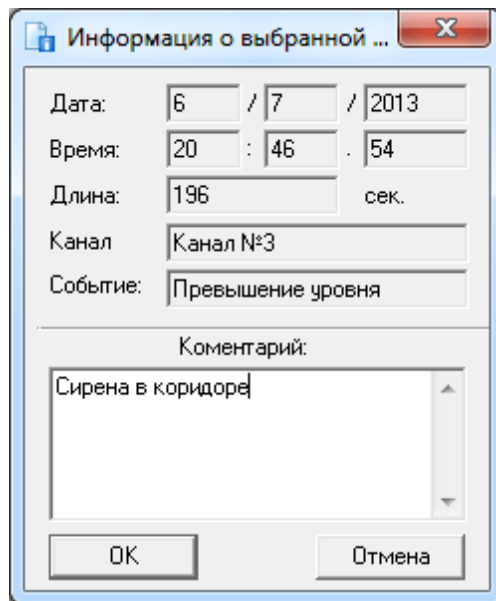 Информация о выбранной ...
Дата: 6 / 7 / 2013
Время: 20 : 46 . 54
Длина: 196 сек.
Канал Канал №3
Событие: Превышение уровня
Коментарий:
Сирена в коридоре
OK Отмена